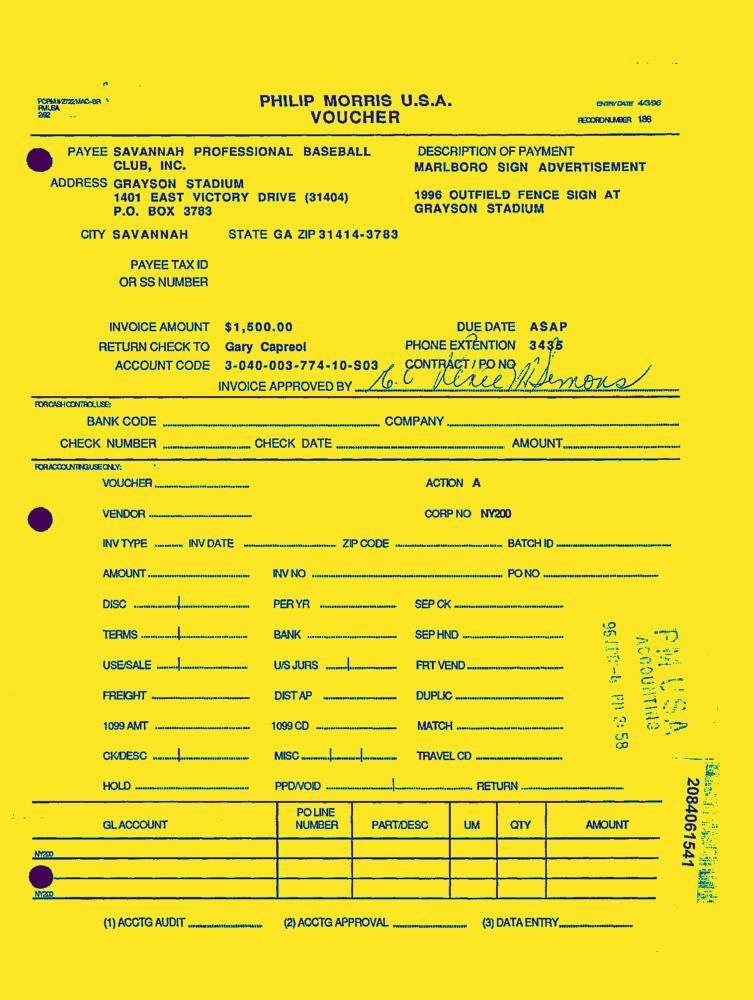 FORM # 2722 MAC-GR
PM USA
2/92
PHILIP MORRIS U.S.A.
VOUCHER
ENTRY DATE 4/3/96
RECORD NUMBER 186
PAYEE SAVANNAH PROFESSIONAL BASEBALL
CLUB, INC.
DESCRIPTION OF PAYMENT
MARLBORO SIGN ADVERTISEMENT
ADDRESS GRAYSON STADIUM
1401 EAST VICTORY DRIVE (31404)
P.O. BOX 3783
1996 OUTFIELD FENCE SIGN AT
GRAYSON STADIUM
CITY SAVANNAH STATE GA ZIP 31414-3783
PAYEE TAX ID
OR SS NUMBER
INVOICE AMOUNT $1,500.00 DUE DATE ASAP
RETURN CHECK TO Gary Capreol PHONE EXTENTION 3435
ACCOUNT CODE 3-040-003-774-10-S03 CONTRACT / PO NO
INVOICE APPROVED BY
FOR CASH CONTROL USE:
BANK CODE COMPANY
CHECK NUMBER CHECK DATE AMOUNT
FOR ACCOUNTING USE ONLY:
VOUCHER ACTION A
VENDOR CORP NO NY200
INV TYPE INV DATE ZIP CODE BATCH ID
AMOUNT INV NO PO NO
DISC PER YR SEP CK
TERMS BANK SEP HND
USE/SALE U/S JURS FRT VEND
FREIGHT DIST AP DUPLIC
1099 AMT 1099 CD MATCH
CK/DESC MISC TRAVEL CD
HOLD PPD/VOID RETURN
PM USA
ACCOUNTING
2084061541
GL ACCOUNT PO LINE NUMBER PART/DESC UM QTY AMOUNT
NY200
NY200
(1) ACCTG AUDIT (2) ACCTG APPROVAL (3) DATA ENTRY